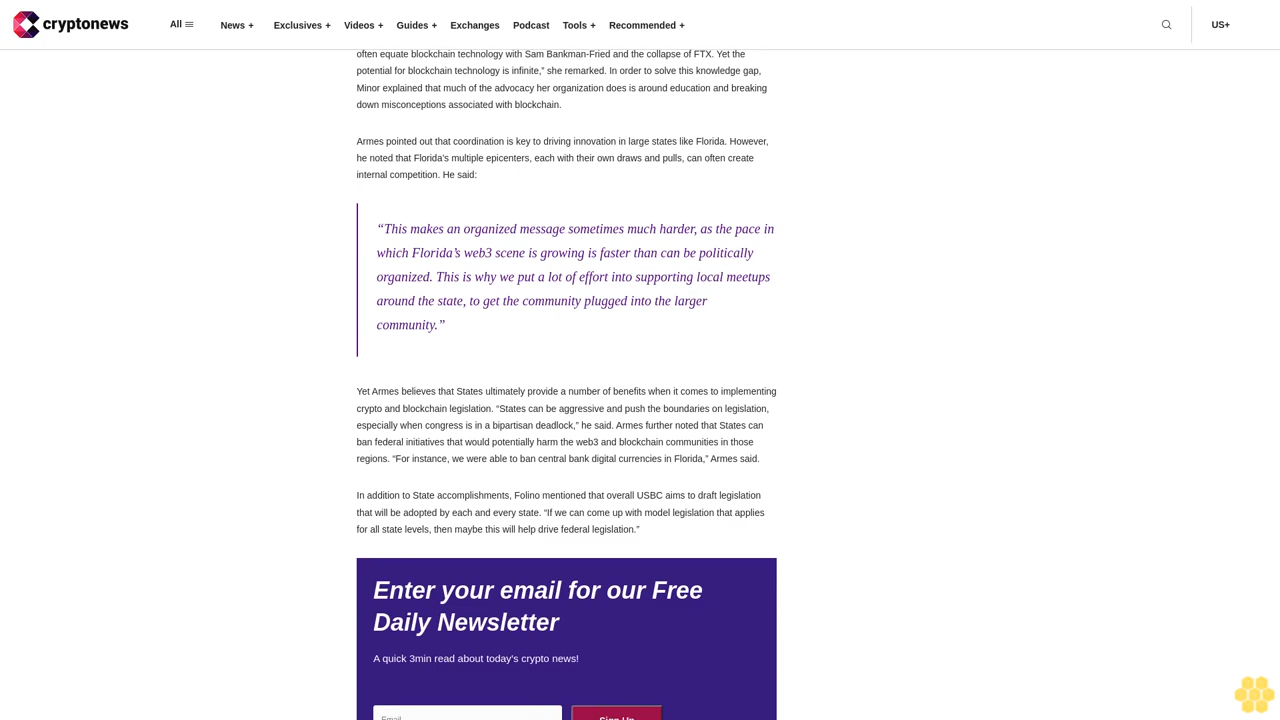 cryptonews
All
News +
Exclusives +
Videos +
Guides +
Exchanges
Podcast
Tools +
Recommended +
US+
often equate blockchain technology with Sam Bankman-Fried and the collapse of FTX. Yet the
potential for blockchain technology is infinite,” she remarked. In order to solve this knowledge gap,
Minor explained that much of the advocacy her organization does is around education and breaking
down misconceptions associated with blockchain.
Armes pointed out that coordination is key to driving innovation in large states like Florida. However,
he noted that Florida’s multiple epicenters, each with their own draws and pulls, can often create
internal competition. He said:
“This makes an organized message sometimes much harder, as the pace in
which Florida’s web3 scene is growing is faster than can be politically
organized. This is why we put a lot of effort into supporting local meetups
around the state, to get the community plugged into the larger
community.”
Yet Armes believes that States ultimately provide a number of benefits when it comes to implementing
crypto and blockchain legislation. “States can be aggressive and push the boundaries on legislation,
especially when congress is in a bipartisan deadlock,” he said. Armes further noted that States can
ban federal initiatives that would potentially harm the web3 and blockchain communities in those
regions. “For instance, we were able to ban central bank digital currencies in Florida,” Armes said.
In addition to State accomplishments, Folino mentioned that overall USBC aims to draft legislation
that will be adopted by each and every state. “If we can come up with model legislation that applies
for all state levels, then maybe this will help drive federal legislation.”
Enter your email for our Free
Daily Newsletter
A quick 3min read about today's crypto news!
Email
Sign Up